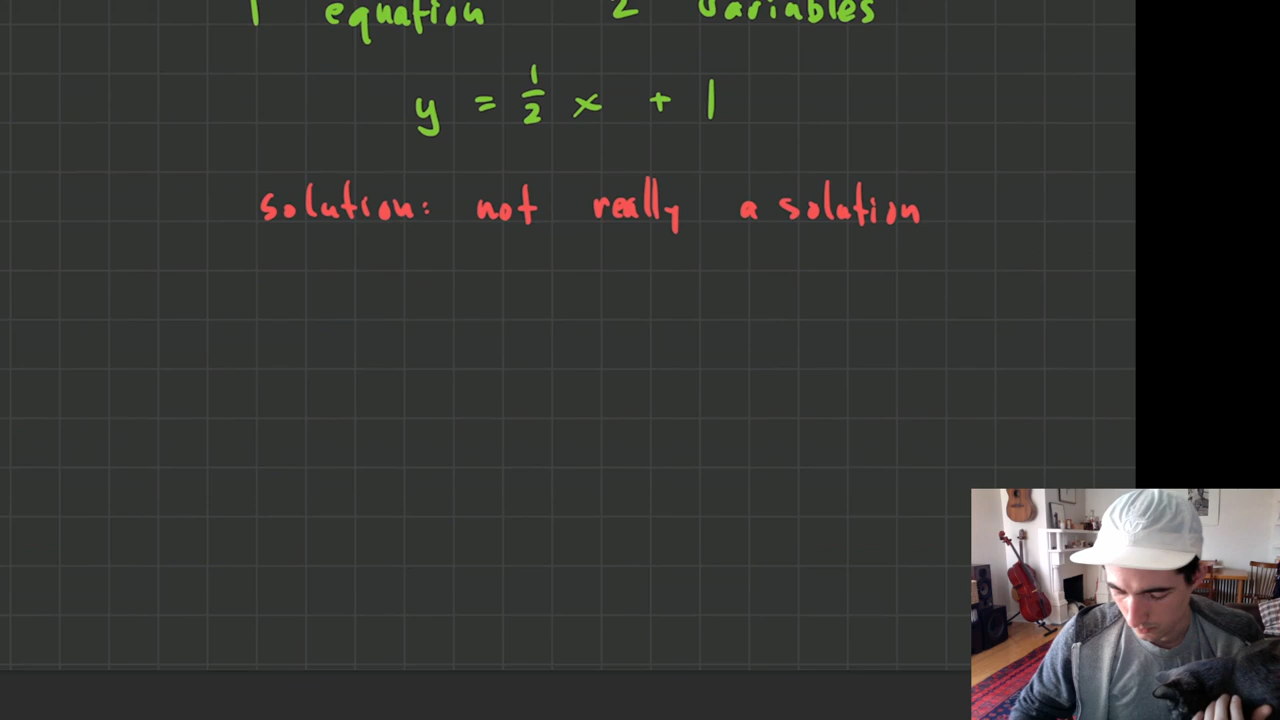 1 equation 2 variables
y = 1/2 x + 1
solution: not really a solution